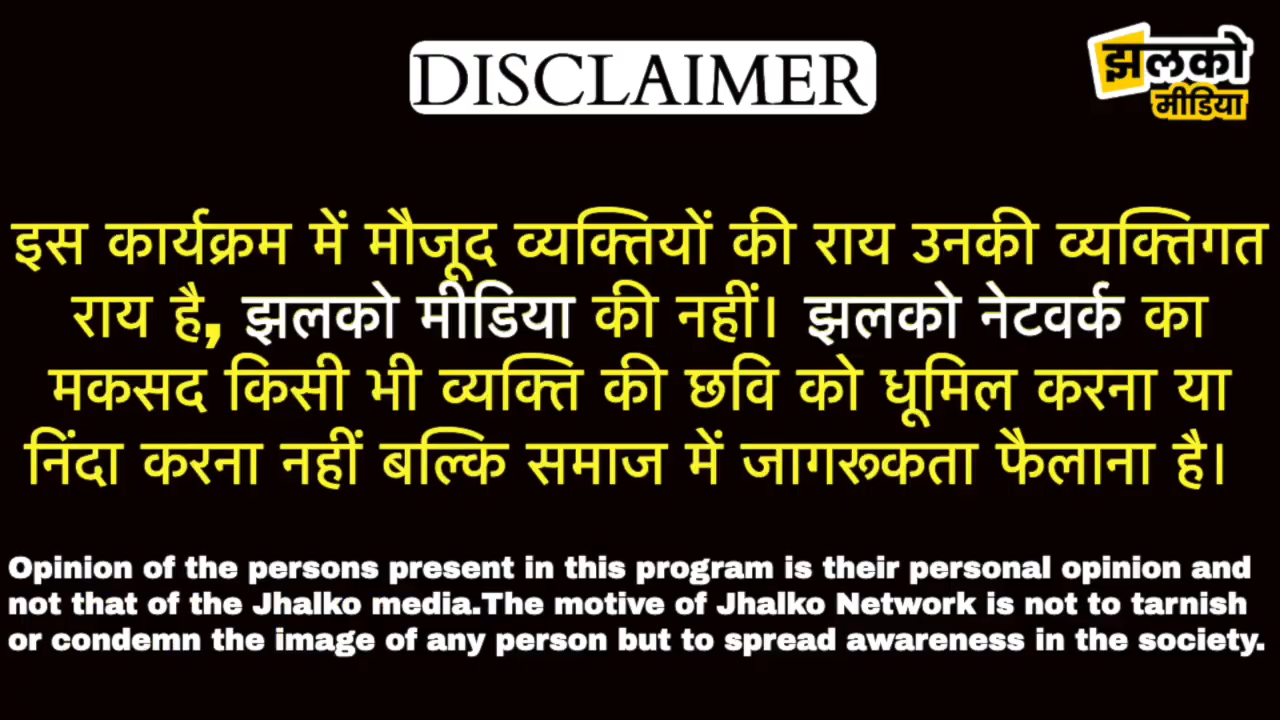 DISCLAIMER
झलको
मीडिया
इस कार्यक्रम में मौजूद व्यक्तियों की राय उनकी व्यक्तिगत
राय है, झलको मीडिया की नहीं। झलको नेटवर्क का
मकसद किसी भी व्यक्ति की छवि को धूमिल करना या
निंदा करना नहीं बल्कि समाज में जागरूकता फैलाना है।
Opinion of the persons present in this program is their personal opinion and
not that of the Jhalko media.The motive of Jhalko Network is not to tarnish
or condemn the image of any person but to spread awareness in the society.